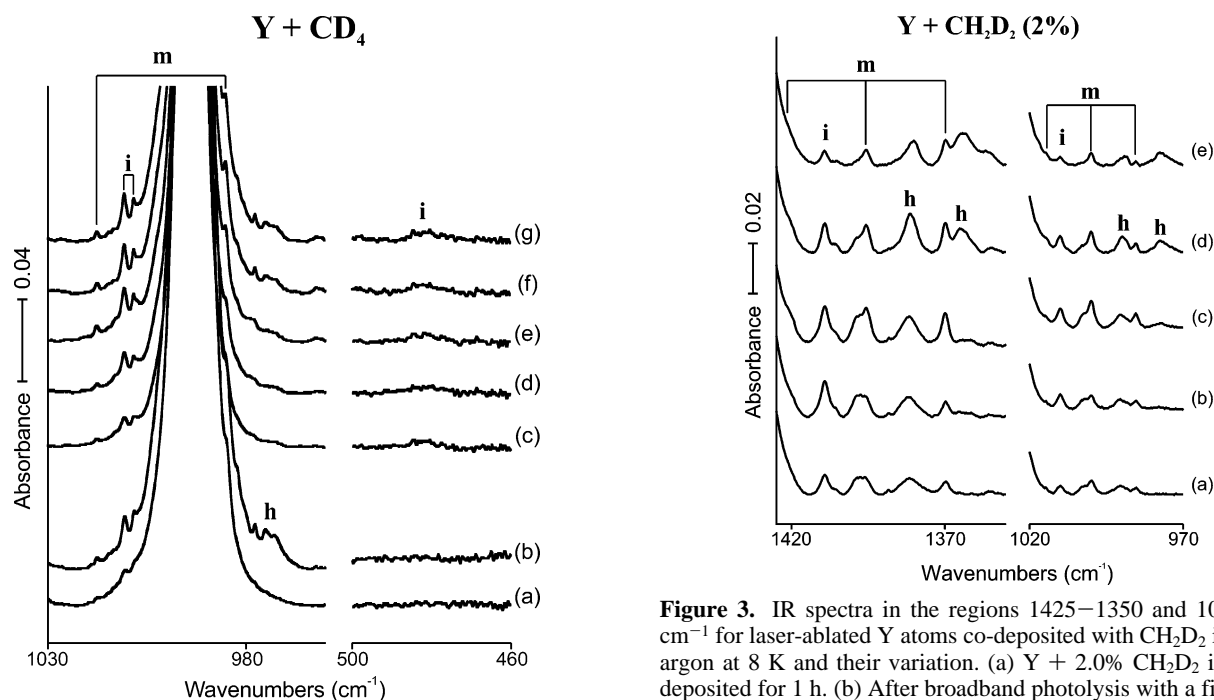 Y + CD₄
m
i
i
(g)
(f)
(e)
(d)
(c)
h
(b)
(a)
Absorbance
0.04
1030
980
500
460
Wavenumbers (cm⁻¹)
Y + CH₂D₂ (2%)
m
m
i
i
(e)
h
h
h
h
(d)
(c)
(b)
(a)
Absorbance
0.02
1420
1370
1020
970
Wavenumbers (cm⁻¹)
Figure 3. IR spectra in the regions 1425−1350 and 10
cm⁻¹ for laser-ablated Y atoms co-deposited with CH₂D₂ i
argon at 8 K and their variation. (a) Y + 2.0% CH₂D₂ i
deposited for 1 h. (b) After broadband photolysis with a fi